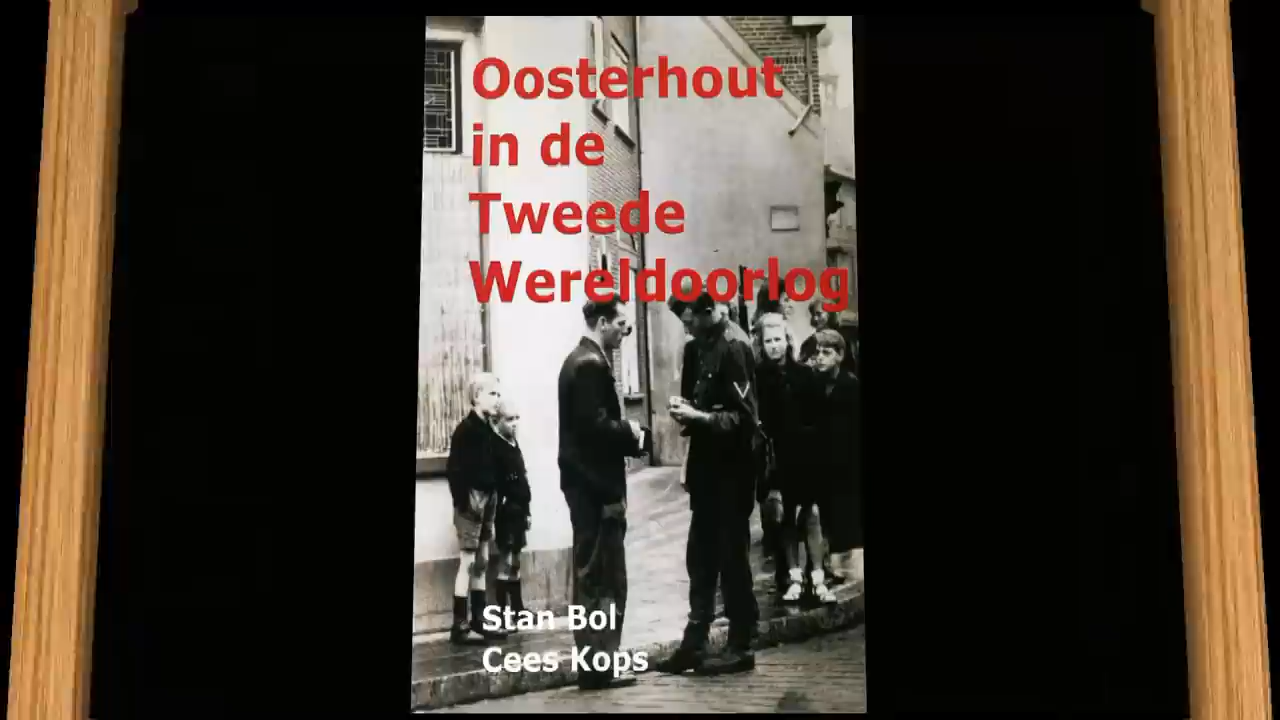 Oosterhout
in de
Tweede
Wereldoorlog
Stan Bol
Cees Kops